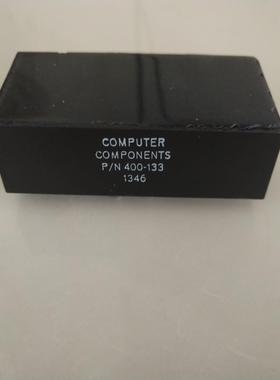 COMPUTER
COMPONENTS
P/N 400-133
1346